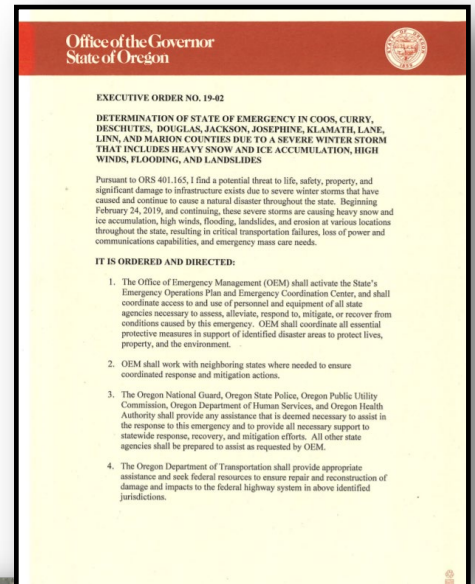 Office of the Governor
State of Oregon
STATE OF OREGON
1859
EXECUTIVE ORDER NO. 19-02
DETERMINATION OF STATE OF EMERGENCY IN COOS, CURRY,
DESCHUTES, DOUGLAS, JACKSON, JOSEPHINE, KLAMATH, LANE,
LINN, AND MARION COUNTIES DUE TO A SEVERE WINTER STORM
THAT INCLUDES HEAVY SNOW AND ICE ACCUMULATION, HIGH
WINDS, FLOODING, AND LANDSLIDES
Pursuant to ORS 401.165, I find a potential threat to life, safety, property, and
significant damage to infrastructure exists due to severe winter storms that have
caused and continue to cause a natural disaster throughout the state. Beginning
February 24, 2019, and continuing, these severe storms are causing heavy snow and
ice accumulation, high winds, flooding, landslides, and erosion at various locations
throughout the state, resulting in critical transportation failures, loss of power and
communications capabilities, and emergency mass care needs.
IT IS ORDERED AND DIRECTED:
1. The Office of Emergency Management (OEM) shall activate the State's
Emergency Operations Plan and Emergency Coordination Center, and shall
coordinate access to and use of personnel and equipment of all state
agencies necessary to assess, alleviate, respond to, mitigate, or recover from
conditions caused by this emergency. OEM shall coordinate all essential
protective measures in support of identified disaster areas to protect lives,
property, and the environment.
2. OEM shall work with neighboring states where needed to ensure
coordinated response and mitigation actions.
3. The Oregon National Guard, Oregon State Police, Oregon Public Utility
Commission, Oregon Department of Human Services, and Oregon Health
Authority shall provide any assistance that is deemed necessary to assist in
the response to this emergency and to provide all necessary support to
statewide response, recovery, and mitigation efforts. All other state
agencies shall be prepared to assist as requested by OEM.
4. The Oregon Department of Transportation shall provide appropriate
assistance and seek federal resources to ensure repair and reconstruction of
damage and impacts to the federal highway system in above identified
jurisdictions.